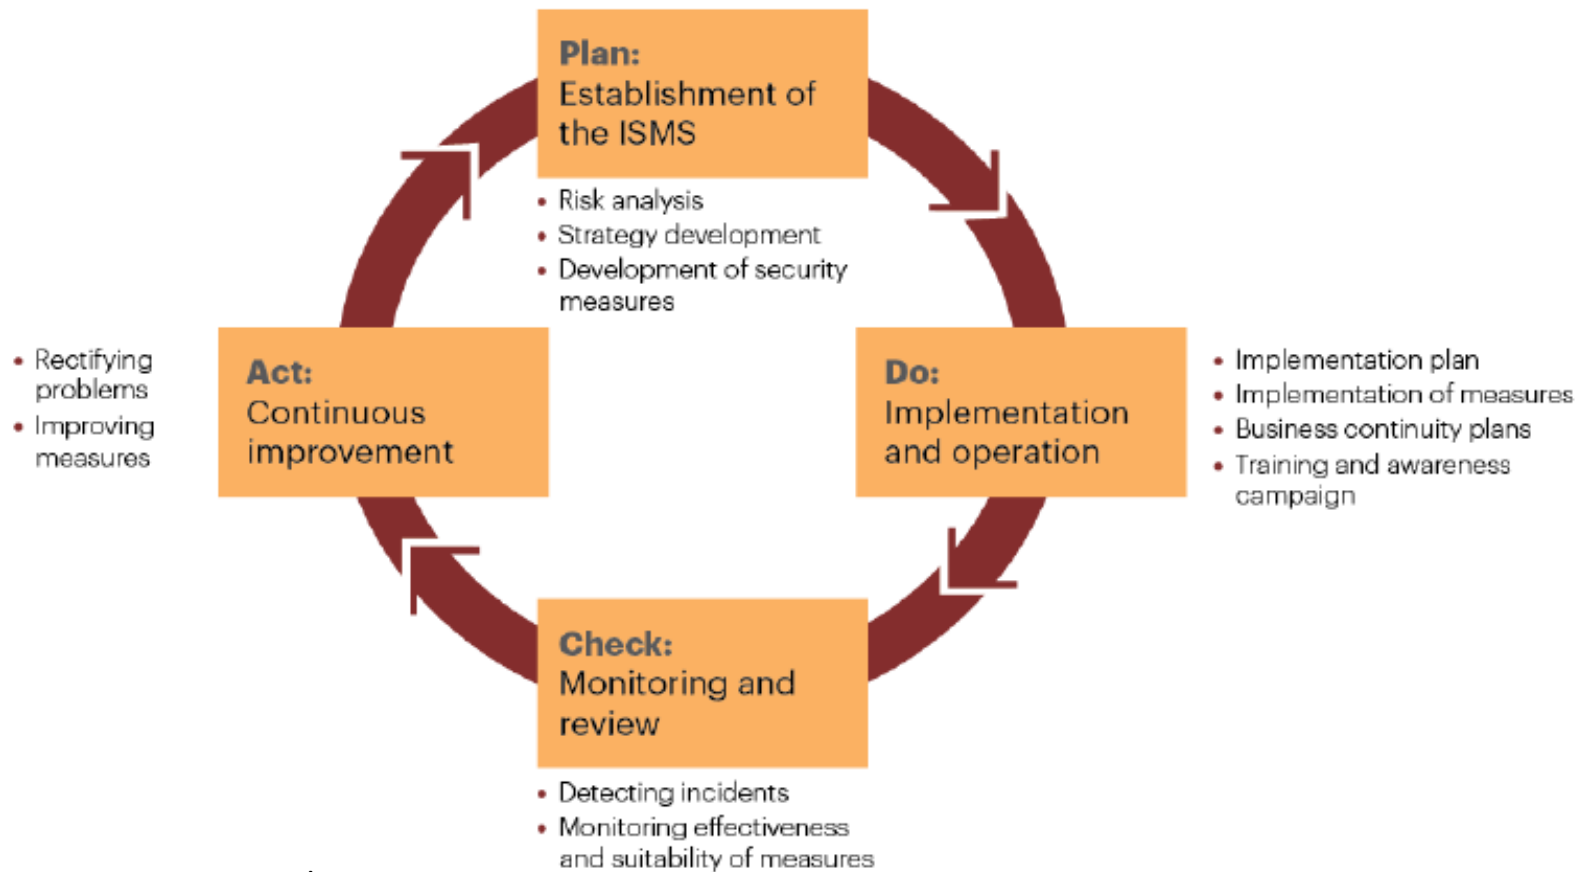 Plan:
Establishment of
the ISMS
• Risk analysis
• Strategy development
• Development of security
measures
Do:
Implementation
and operation
• Implementation plan
• Implementation of measures
• Business continuity plans
• Training and awareness
campaign
Check:
Monitoring and
review
• Detecting incidents
• Monitoring effectiveness
and suitability of measures
Act:
Continuous
improvement
• Rectifying
problems
• Improving
measures